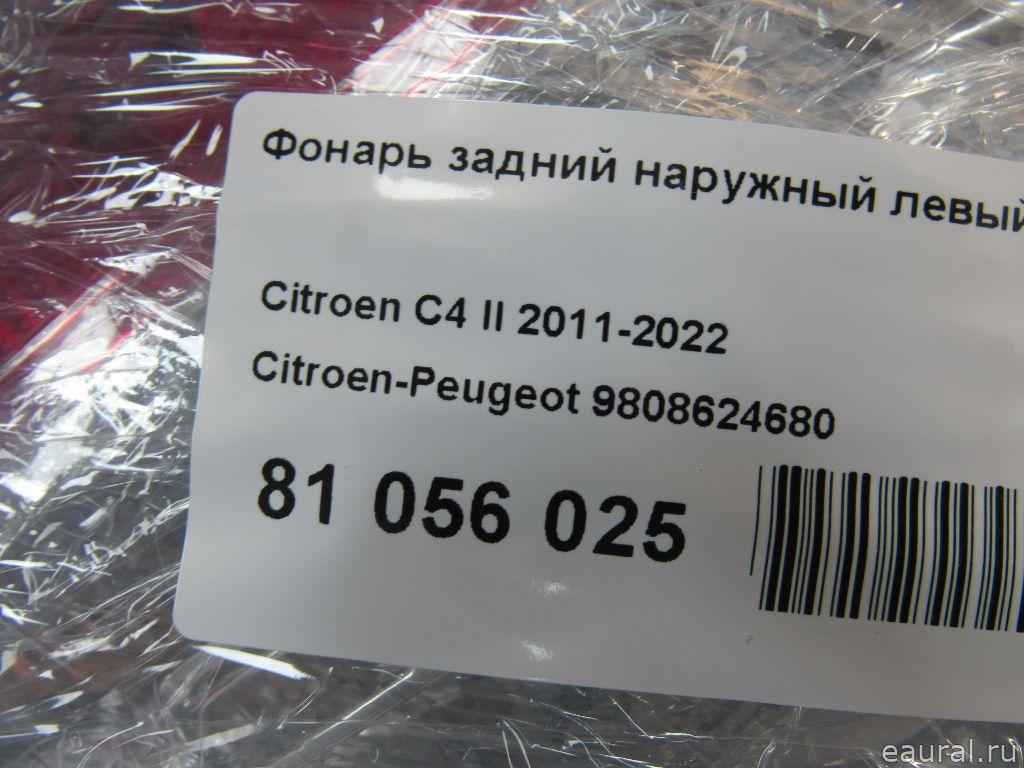 Фонарь задний наружный левый
Citroen C4 II 2011-2022
Citroen-Peugeot 9808624680
81 056 025
eaural.ru